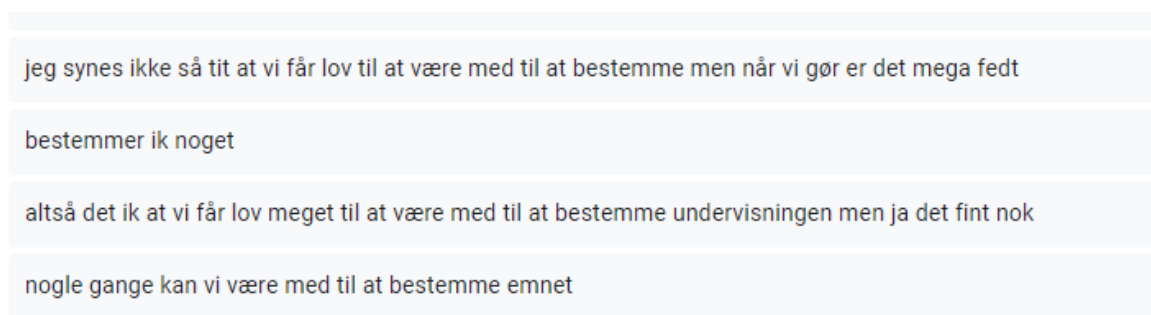 jeg synes ikke så tit at vi får lov til at være med til at bestemme men når vi gør er det mega fedt
bestemmer ik noget
altså det ik at vi får lov meget til at være med til at bestemme undervisningen men ja det fint nok
nogle gange kan vi være med til at bestemme emnet